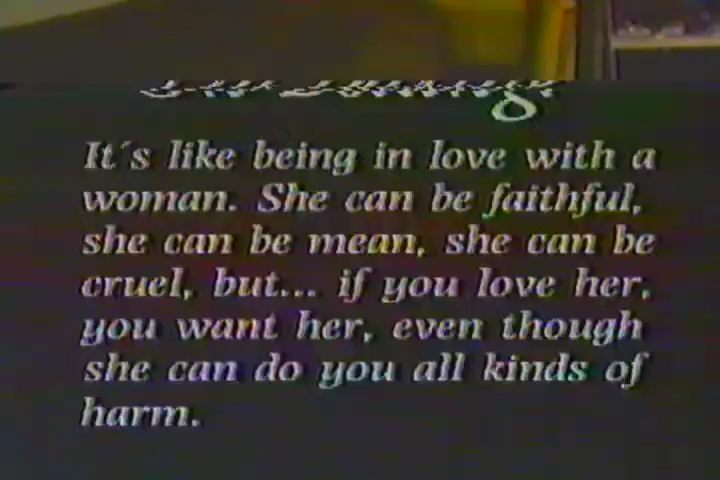 It´s like being in love with a
woman. She can be faithful,
she can be mean, she can be
cruel, but... if you love her,
you want her, even though
she can do you all kinds of
harm.